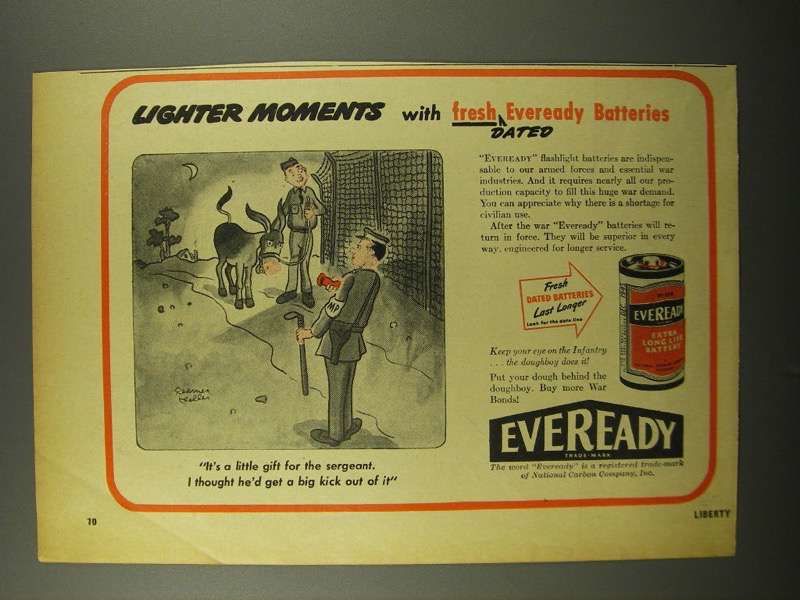 LIGHTER MOMENTS with fresh Eveready Batteries
DATED
"EVEREADY" flashlight batteries are indispen-
sable to our armed forces and essential war
industries. And it requires nearly all our pro-
duction capacity to fill this huge war demand.
You can appreciate why there is a shortage for
civilian use.
After the war "Eveready" batteries will re-
turn in force. They will be superior in every
way, engineered for longer service.
MP
Fresh
DATED BATTERIES
Last Longer
Look for the date line
EVEREADY
EXTRA
LONG LIFE
BATTERY
Keep your eye on the Infantry
. . . the doughboy does it!
Put your dough behind the
doughboy. Buy more War
Bonds!
EVEREADY
TRADE-MARK
The word "Eveready" is a registered trade-mark
of National Carbon Company, Inc.
"It's a little gift for the sergeant.
I thought he'd get a big kick out of it"
10
LIBERTY